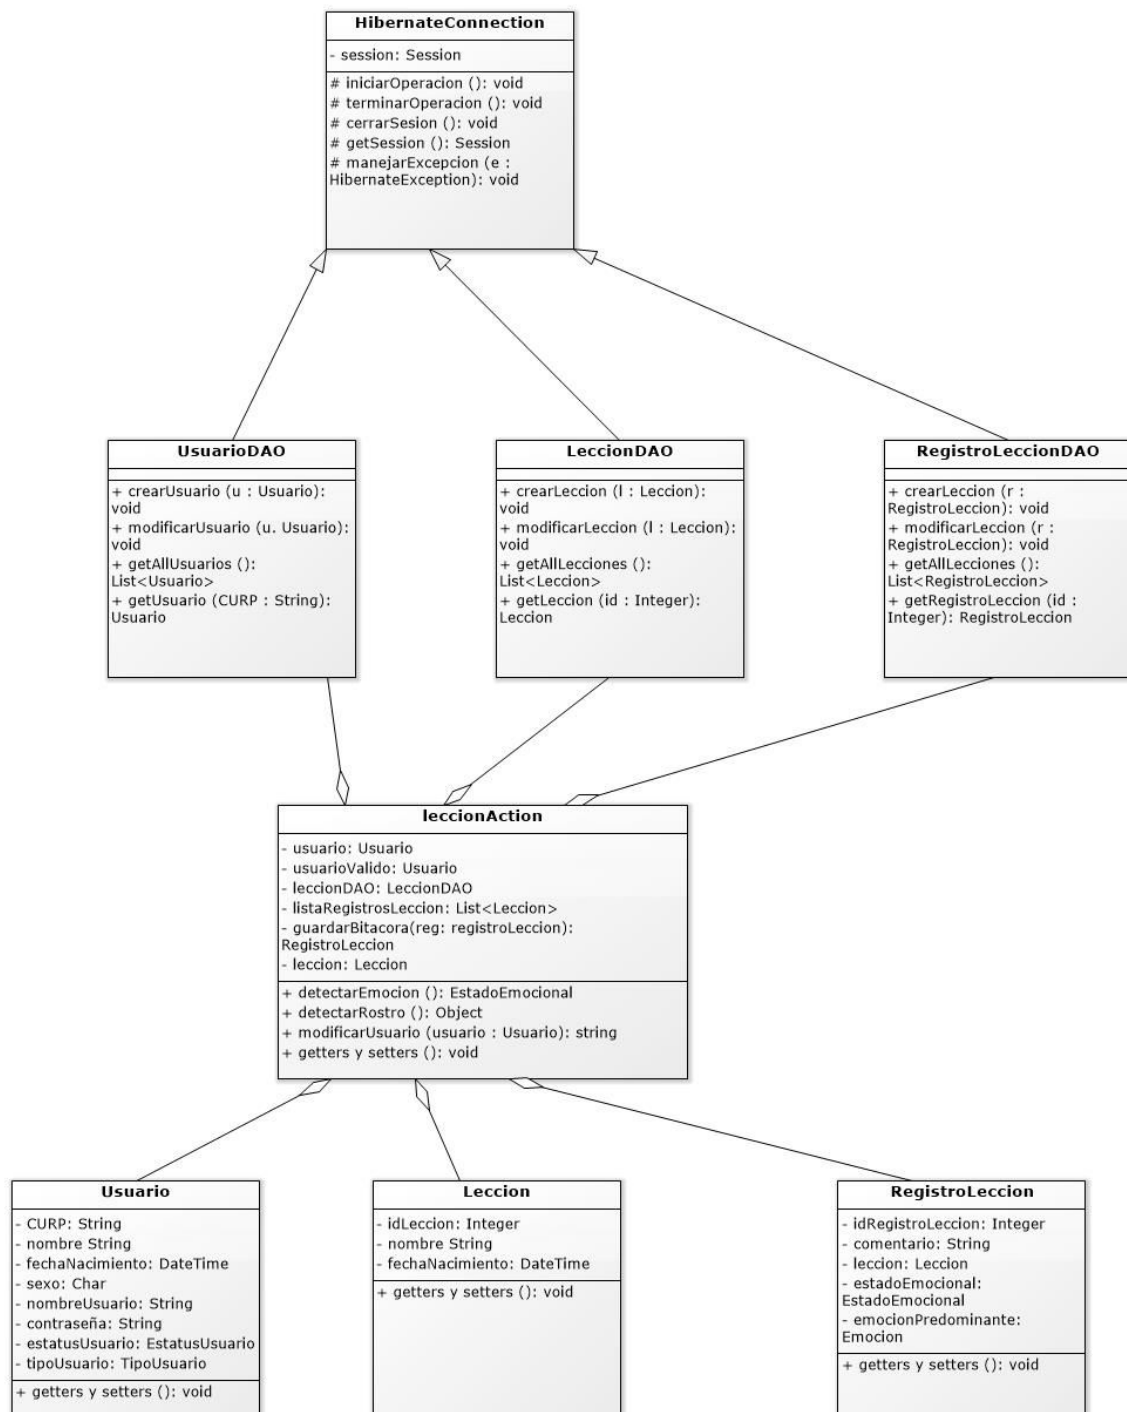 HibernateConnection
- session: Session
# iniciarOperacion (): void
# terminarOperacion (): void
# cerrarSesion (): void
# getSession (): Session
# manejarExcepcion (e :
HibernateException): void
UsuarioDAO
+ crearUsuario (u : Usuario):
void
+ modificarUsuario (u. Usuario):
void
+ getAllUsuarios ():
List<Usuario>
+ getUsuario (CURP : String):
Usuario
LeccionDAO
+ crearLeccion (l : Leccion):
void
+ modificarLeccion (l : Leccion):
void
+ getAllLecciones ():
List<Leccion>
+ getLeccion (id : Integer):
Leccion
RegistroLeccionDAO
+ crearLeccion (r :
RegistroLeccion): void
+ modificarLeccion (r :
RegistroLeccion): void
+ getAllLecciones ():
List<RegistroLeccion>
+ getRegistroLeccion (id :
Integer): RegistroLeccion
leccionAction
- usuario: Usuario
- usuarioValido: Usuario
- leccionDAO: LeccionDAO
- listaRegistrosLeccion: List<Leccion>
- guardarBitacora(reg: registroLeccion):
RegistroLeccion
- leccion: Leccion
+ detectarEmocion (): EstadoEmocional
+ detectarRostro (): Object
+ modificarUsuario (usuario : Usuario): string
+ getters y setters (): void
Usuario
- CURP: String
- nombre String
- fechaNacimiento: DateTime
- sexo: Char
- nombreUsuario: String
- contraseña: String
- estatusUsuario: EstatusUsuario
- tipoUsuario: TipoUsuario
+ getters y setters (): void
Leccion
- idLeccion: Integer
- nombre String
- fechaNacimiento: DateTime
+ getters y setters (): void
RegistroLeccion
- idRegistroLeccion: Integer
- comentario: String
- leccion: Leccion
- estadoEmocional:
EstadoEmocional
- emocionPredominante:
Emocion
+ getters y setters (): void